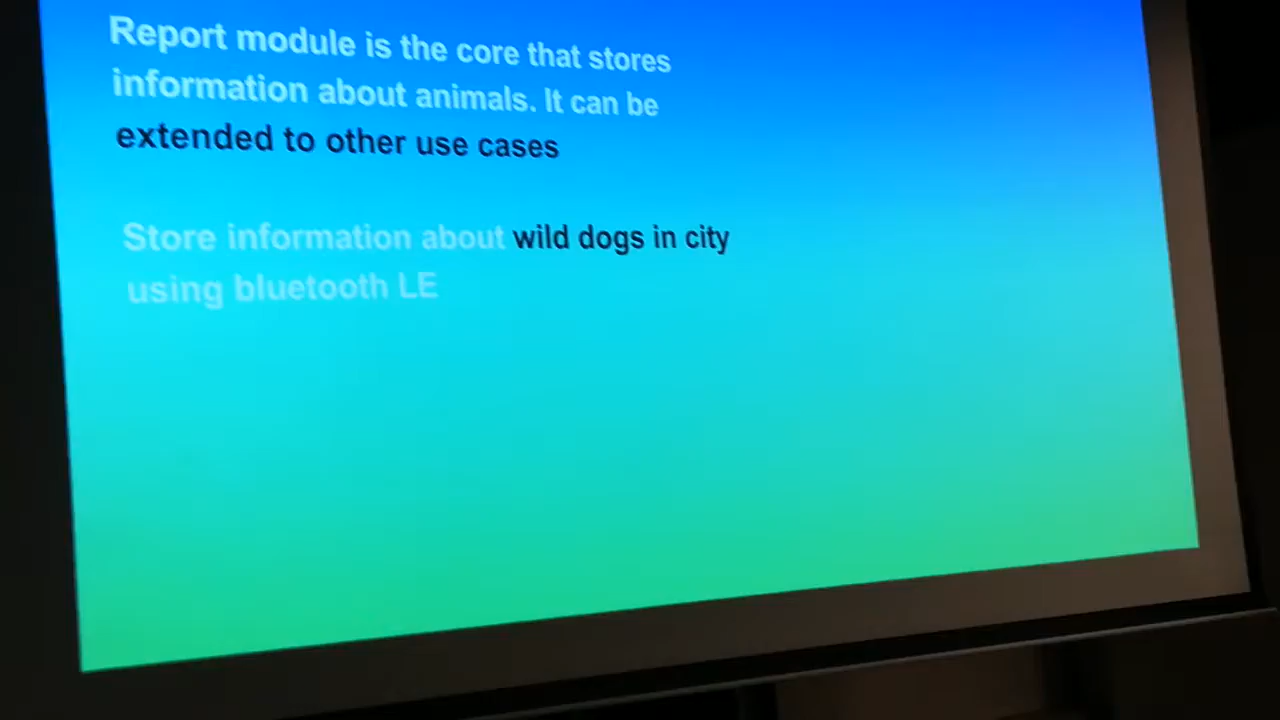 Report module is the core that stores
information about animals. It can be
extended to other use cases
Store information about wild dogs in city
using bluetooth LE